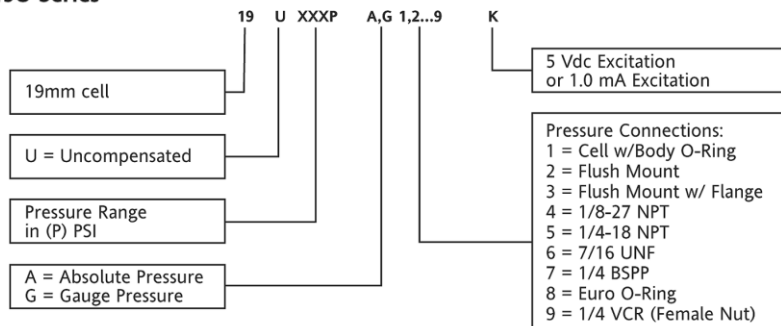 19 U XXXP A,G 1,2...9 K
5 Vdc Excitation
or 1.0 mA Excitation
19mm cell
U = Uncompensated
Pressure Range
in (P) PSI
A = Absolute Pressure
G = Gauge Pressure
Pressure Connections:
1 = Cell w/Body O-Ring
2 = Flush Mount
3 = Flush Mount w/ Flange
4 = 1/8-27 NPT
5 = 1/4-18 NPT
6 = 7/16 UNF
7 = 1/4 BSPP
8 = Euro O-Ring
9 = 1/4 VCR (Female Nut)